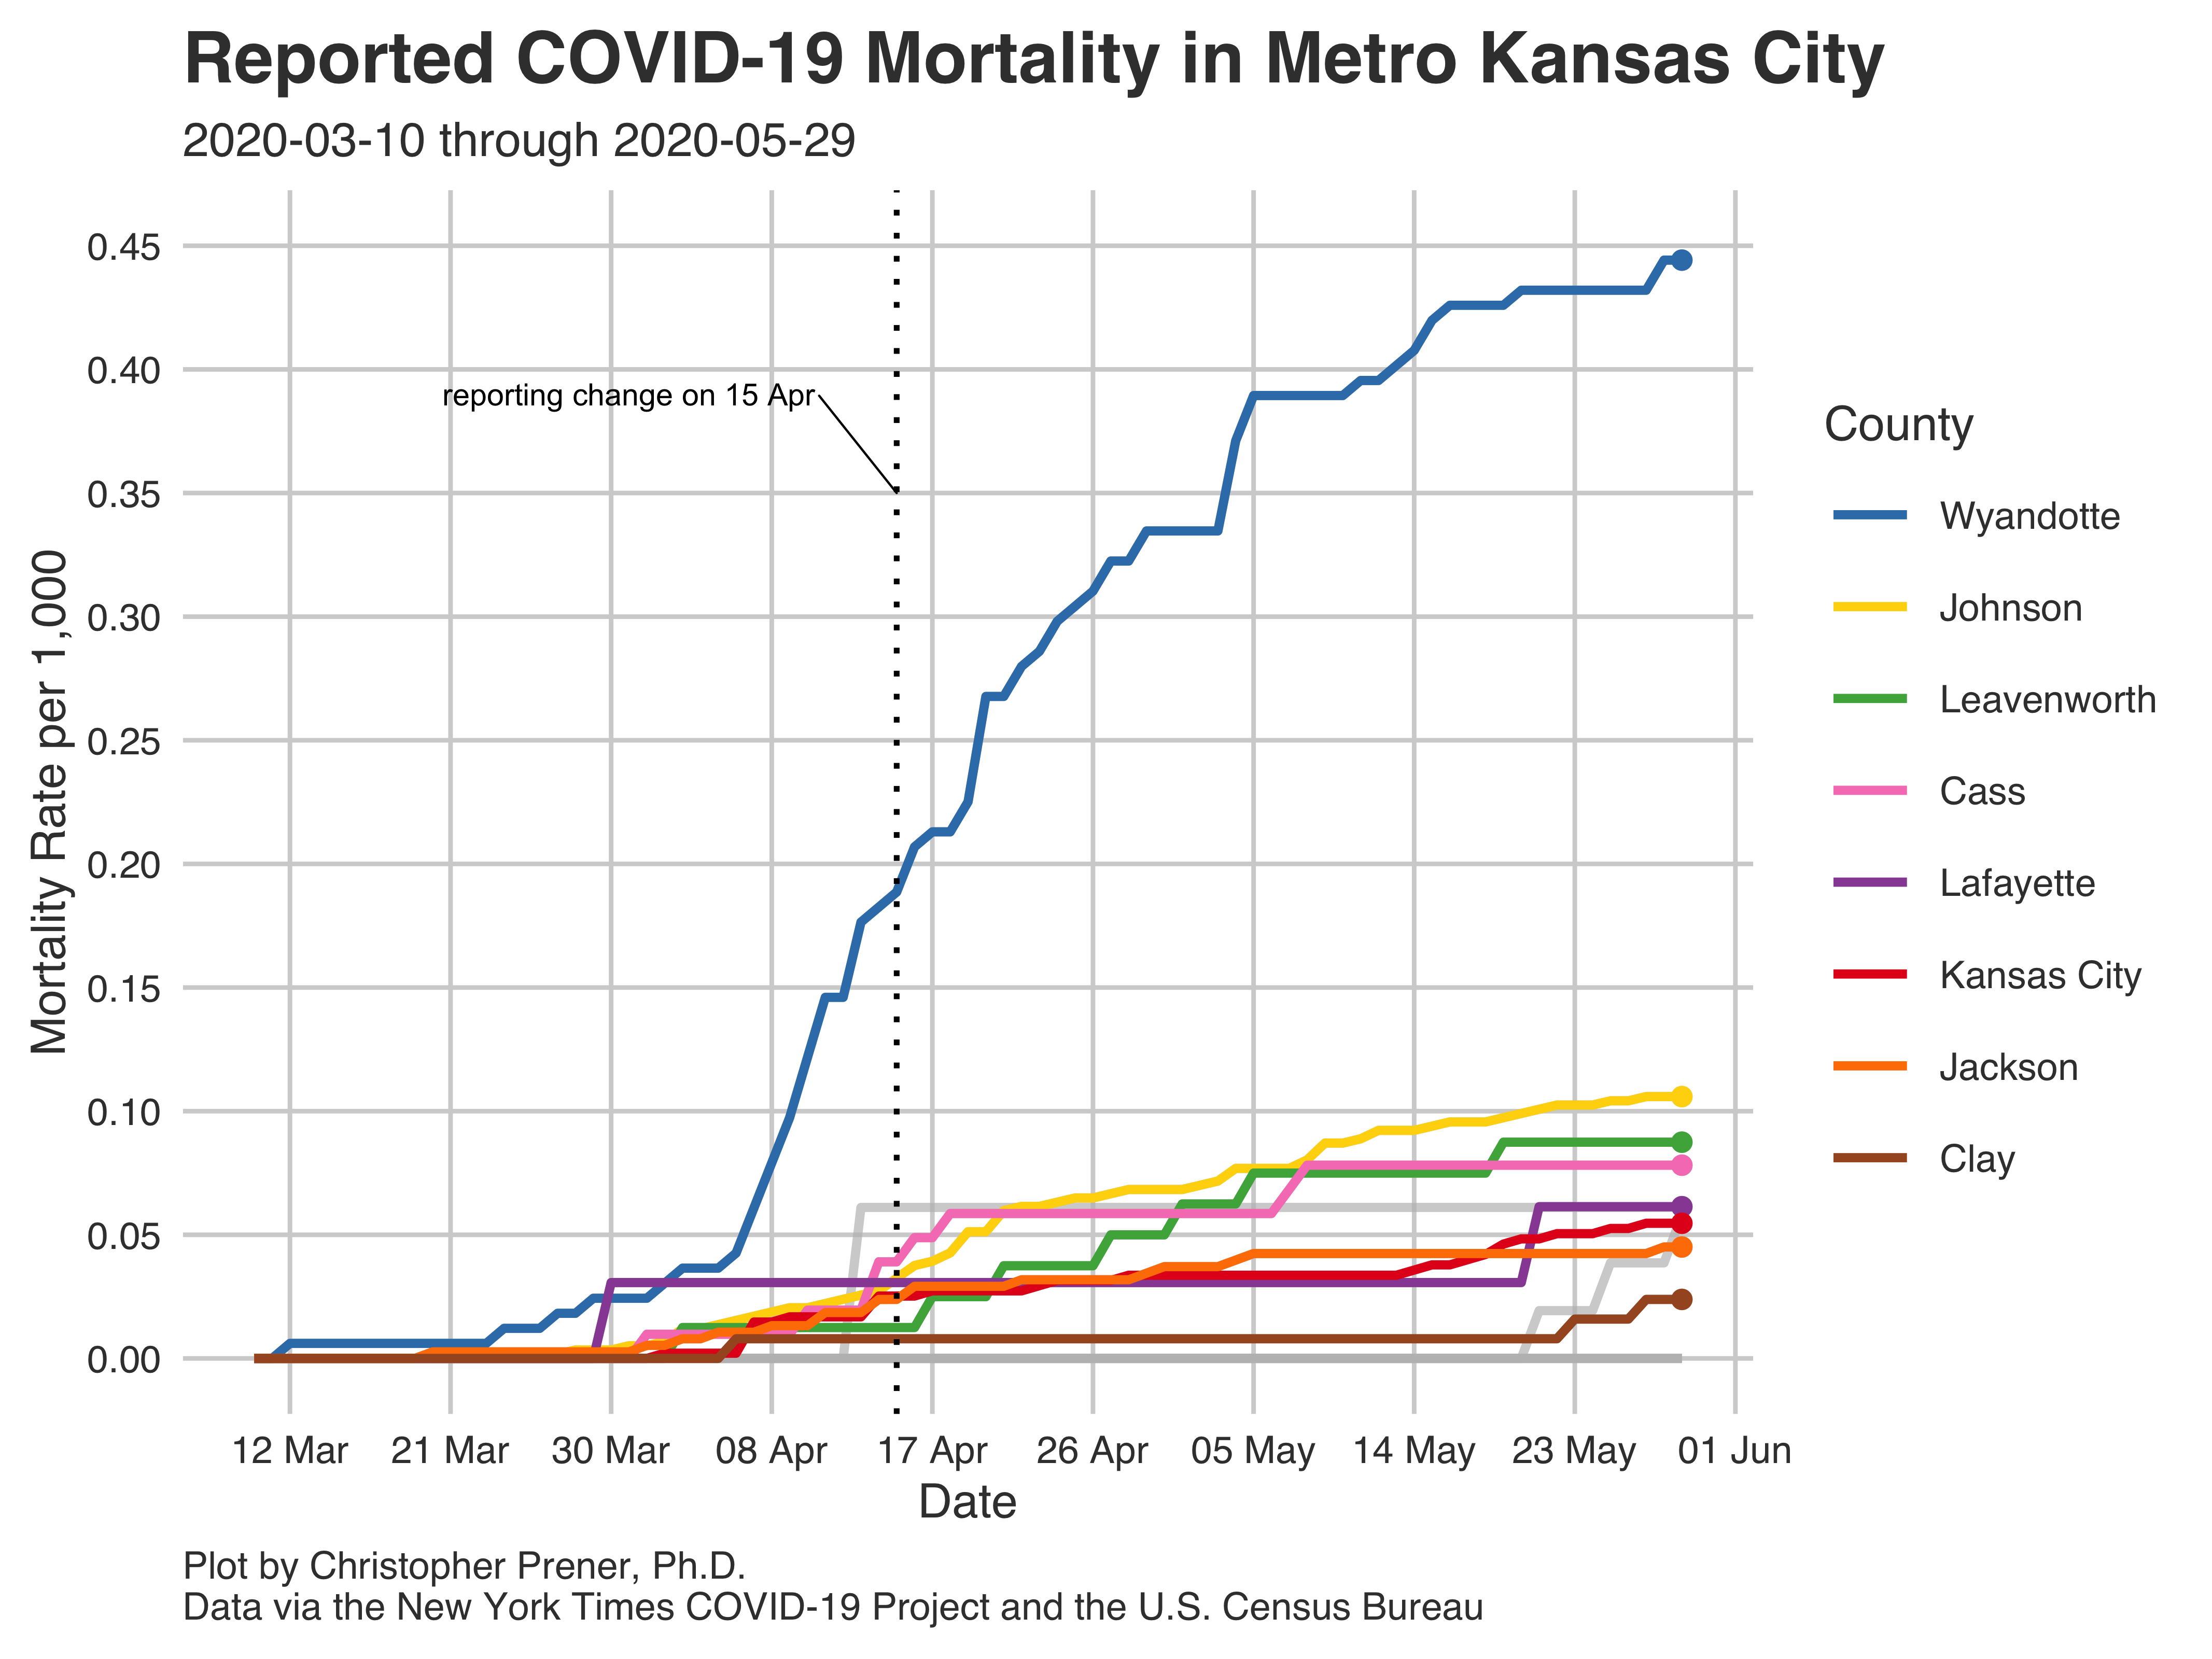 Reported COVID-19 Mortality in Metro Kansas City
2020-03-10 through 2020-05-29
Mortality Rate per 1,000
0.45
0.40
0.35
0.30
0.25
0.20
0.15
0.10
0.05
0.00
reporting change on 15 Apr
County
Wyandotte
Johnson
Leavenworth
Cass
Lafayette
Kansas City
Jackson
Clay
12 Mar 21 Mar 30 Mar 08 Apr 17 Apr 26 Apr 05 May 14 May 23 May 01 Jun
Date
Plot by Christopher Prener, Ph.D.
Data via the New York Times COVID-19 Project and the U.S. Census Bureau